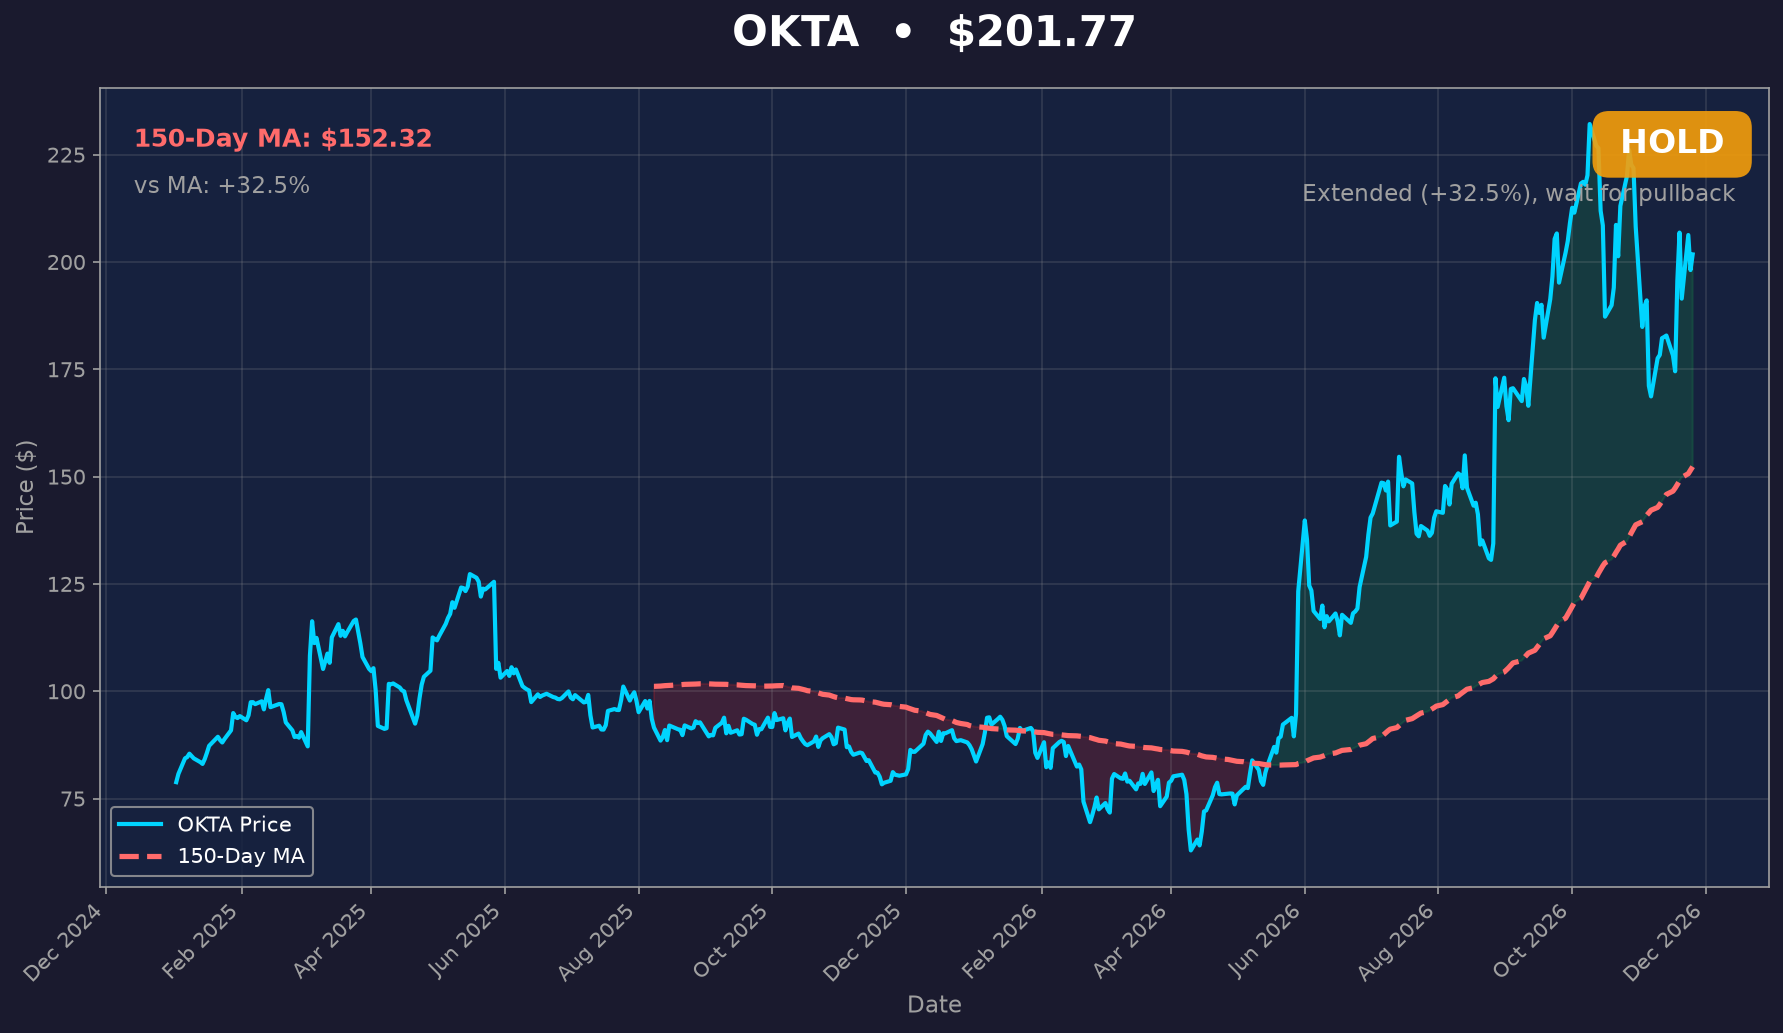 OKTA • $201.77
150-Day MA: $152.32
vs MA: +32.5%
HOLD
Extended (+32.5%), wait for pullback
Price ($)
225
200
175
150
125
100
75
OKTA Price
150-Day MA
Dec 2024
Feb 2025
Apr 2025
Jun 2025
Aug 2025
Oct 2025
Dec 2025
Feb 2026
Apr 2026
Jun 2026
Aug 2026
Oct 2026
Dec 2026
Date